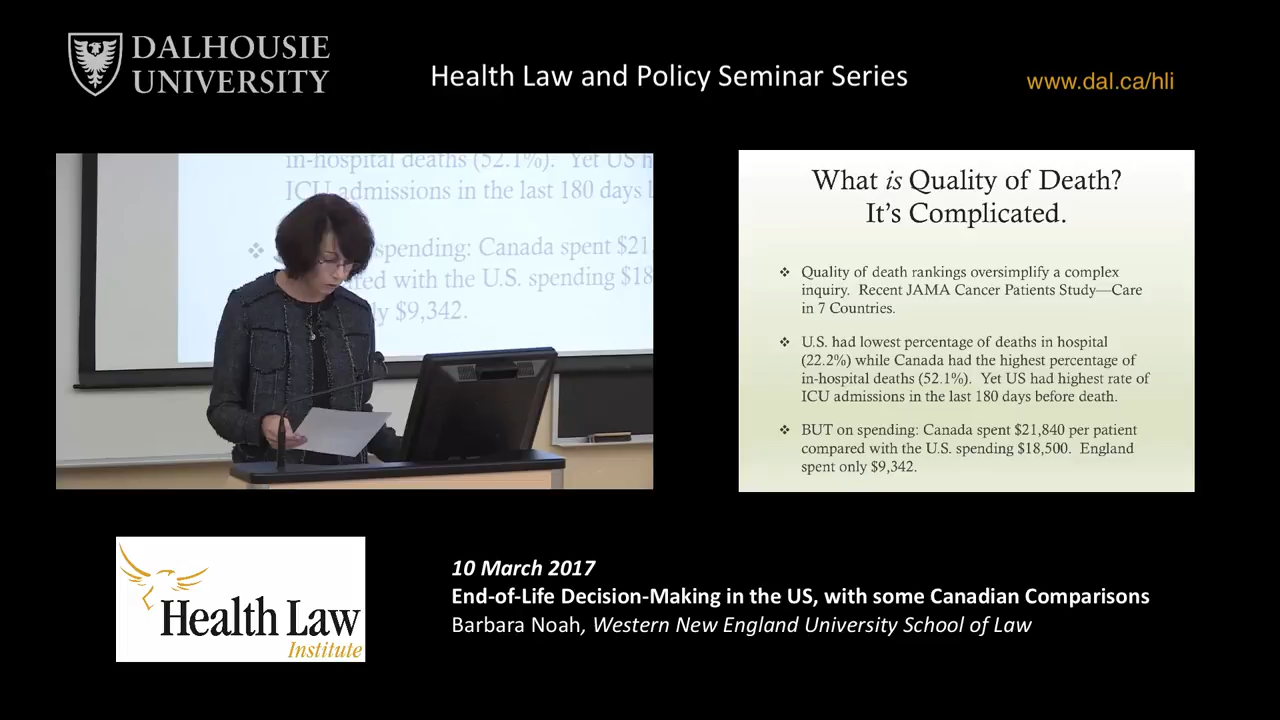 DALHOUSIE
UNIVERSITY
Health Law and Policy Seminar Series
www.dal.ca/hli
in-hospital deaths (52.1%). Yet US h
ICU admissions in the last 180 days
❖ spending: Canada spent $21
ted with the U.S. spending $18
ly $9,342.
What is Quality of Death?
It's Complicated.
❖ Quality of death rankings oversimplify a complex
inquiry. Recent JAMA Cancer Patients Study—Care
in 7 Countries.
❖ U.S. had lowest percentage of deaths in hospital
(22.2%) while Canada had the highest percentage of
in-hospital deaths (52.1%). Yet US had highest rate of
ICU admissions in the last 180 days before death.
❖ BUT on spending: Canada spent $21,840 per patient
compared with the U.S. spending $18,500. England
spent only $9,342.
Health Law
Institute
10 March 2017
End-of-Life Decision-Making in the US, with some Canadian Comparisons
Barbara Noah, Western New England University School of Law